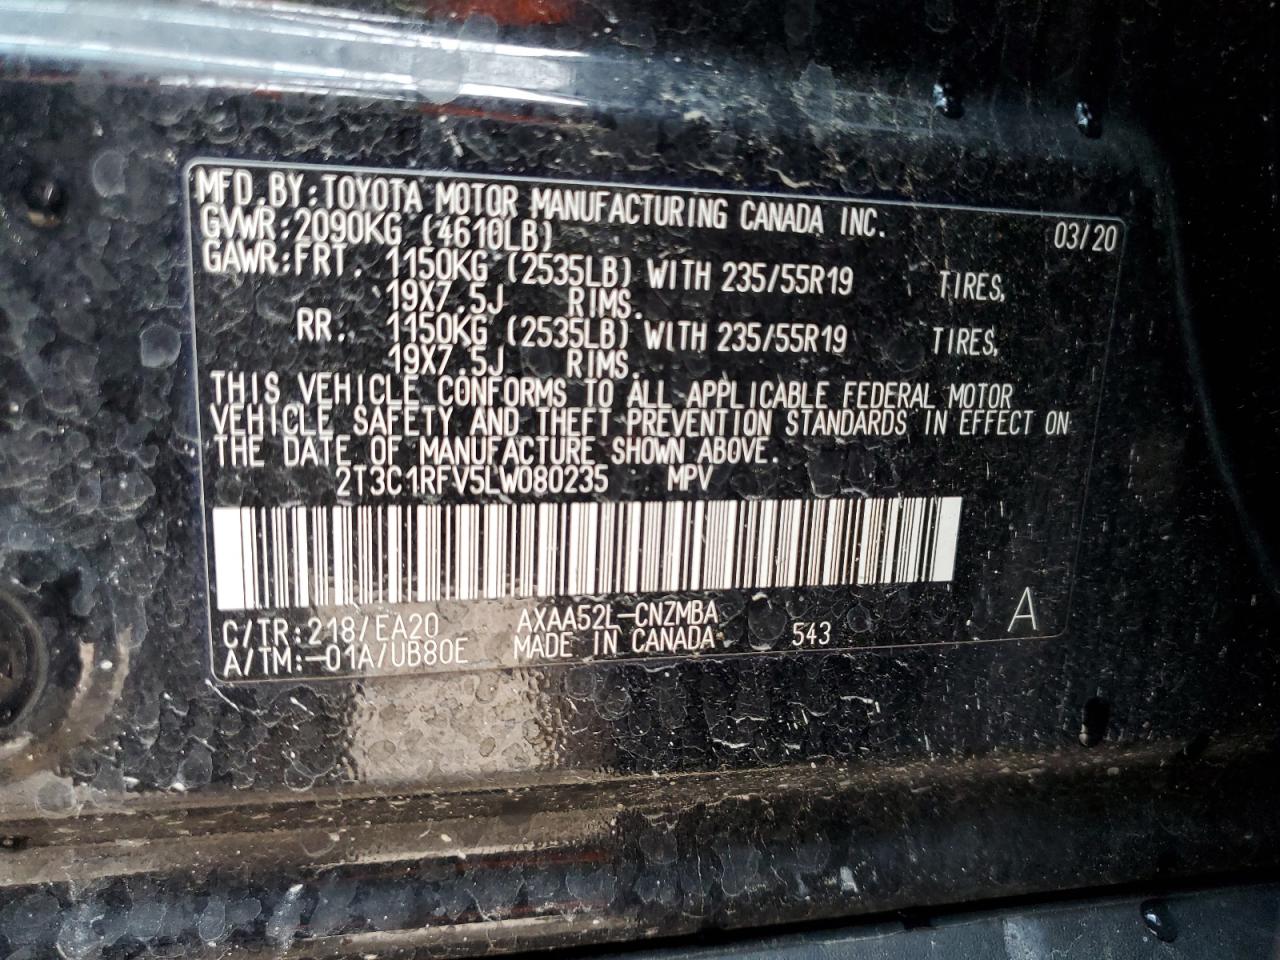 MFD.BY:TOYOTA MOTOR MANUFACTURING CANADA INC.
GVWR:2090KG (4610LB) 03/20
GAWR:FRT. 1150KG (2535LB) WITH 235/55R19 TIRES,
19X7.5J RIMS.
RR. 1150KG (2535LB) WITH 235/55R19 TIRES,
19X7.5J RIMS.
THIS VEHICLE CONFORMS TO ALL APPLICABLE FEDERAL MOTOR
VEHICLE SAFETY AND THEFT PREVENTION STANDARDS IN EFFECT ON
THE DATE OF MANUFACTURE SHOWN ABOVE.
2T3C1RFV5LW080235 MPV
C/TR:218/EA20 AXAA52L-CNZMBA A
A/TM:-01A/UB80E MADE IN CANADA 543